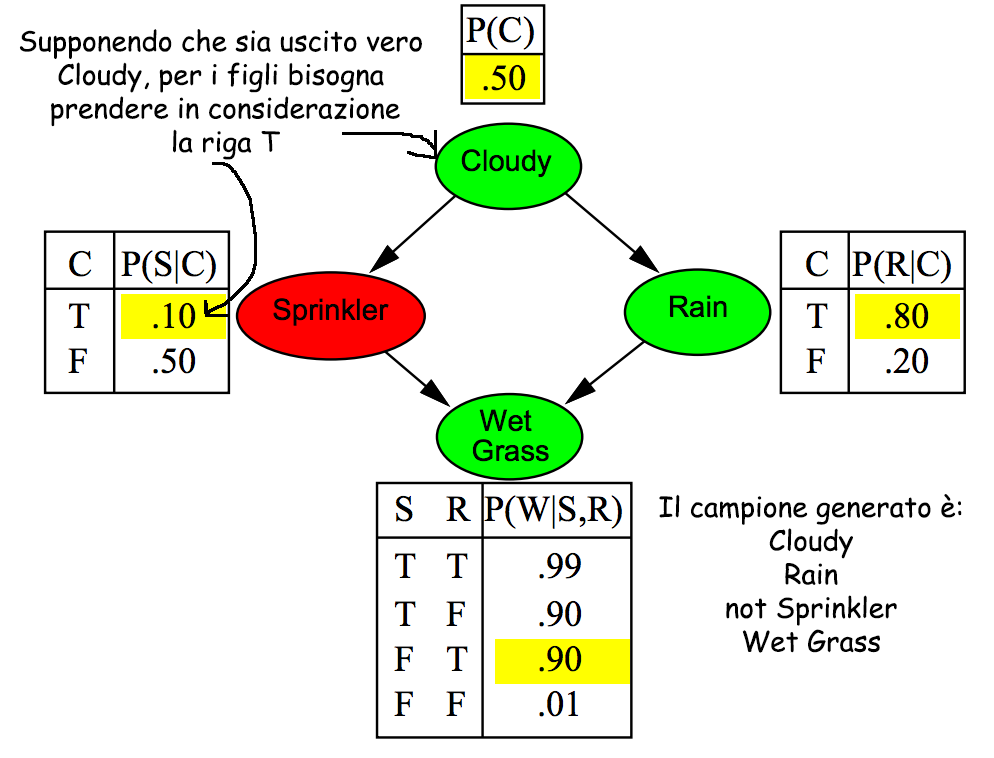 P(C)
.50
Supponendo che sia uscito vero
Cloudy, per i figli bisogna
prendere in considerazione
la riga T
Cloudy
C P(S|C)
T .10
F .50
Sprinkler
Rain
C P(R|C)
T .80
F .20
Wet
Grass
S R P(W|S,R)
T T .99
T F .90
F T .90
F F .01
Il campione generato è:
Cloudy
Rain
not Sprinkler
Wet Grass